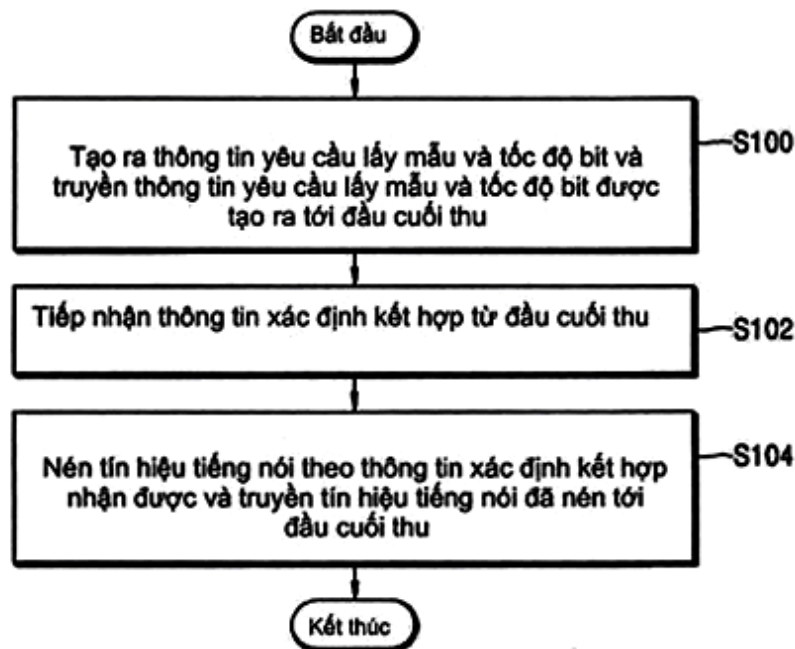 Bắt đầu
Tạo ra thông tin yêu cầu lấy mẫu và tốc độ bit và
truyền thông tin yêu cầu lấy mẫu và tốc độ bit được
tạo ra tới đầu cuối thu
S100
Tiếp nhận thông tin xác định kết hợp từ đầu cuối thu
S102
Nén tín hiệu tiếng nói theo thông tin xác định kết hợp
nhận được và truyền tín hiệu tiếng nói đã nén tới
đầu cuối thu
S104
Kết thúc